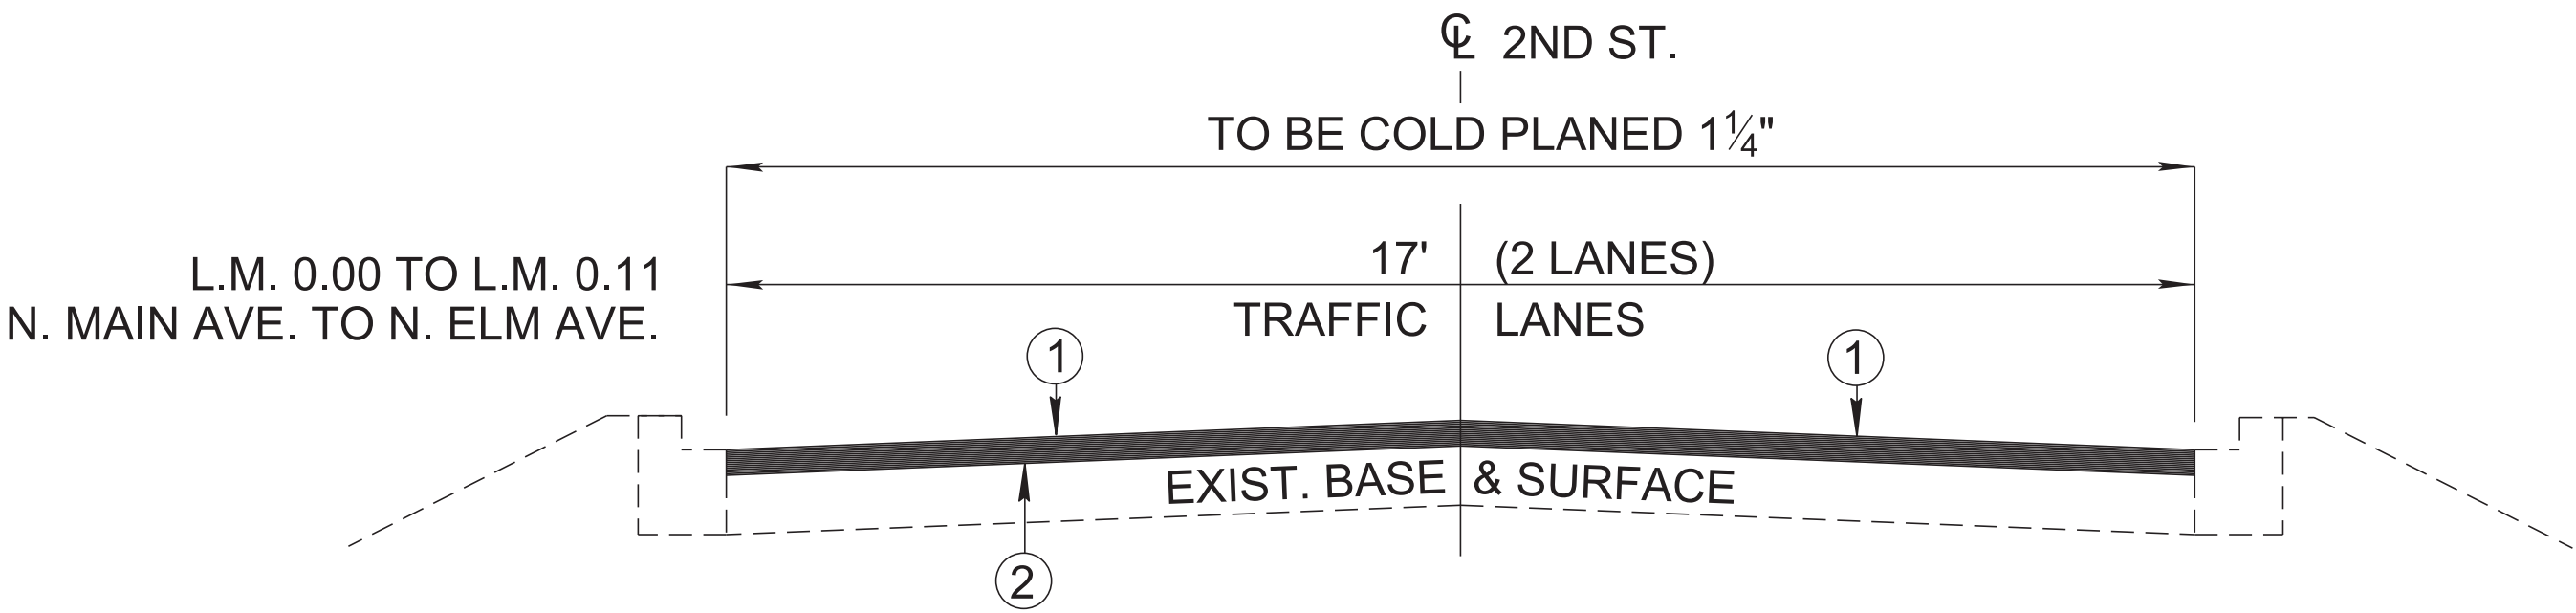 ℄ 2ND ST.
TO BE COLD PLANED 1¼"
17' (2 LANES)
TRAFFIC LANES
L.M. 0.00 TO L.M. 0.11
N. MAIN AVE. TO N. ELM AVE.
1 1
EXIST. BASE & SURFACE
2